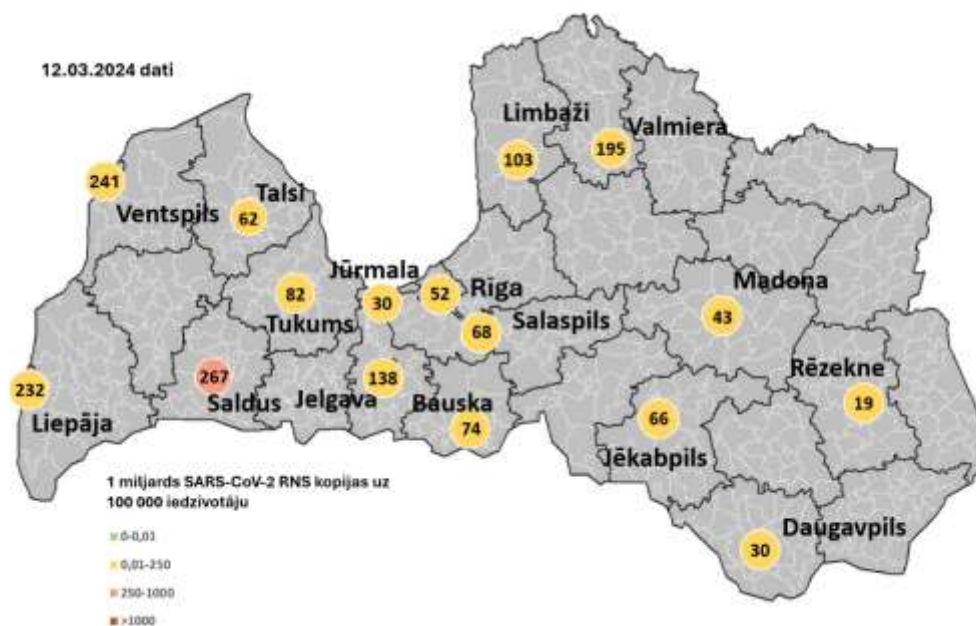 12.03.2024 dati
Limbaži
Valmiera
103
195
241
Ventspils
Talsi
62
Jūrmala
30
52
Rīga
82
Tukums
68
Salaspils
Madona
43
267
Saldus
Jelgava
138
Bauska
74
232
Liepāja
Rēzekne
19
66
Jēkabpils
Daugavpils
30
1 miljards SARS-CoV-2 RNS kopijas uz
100 000 iedzīvotāju
0-0,01
0,01-250
250-1000
>1000